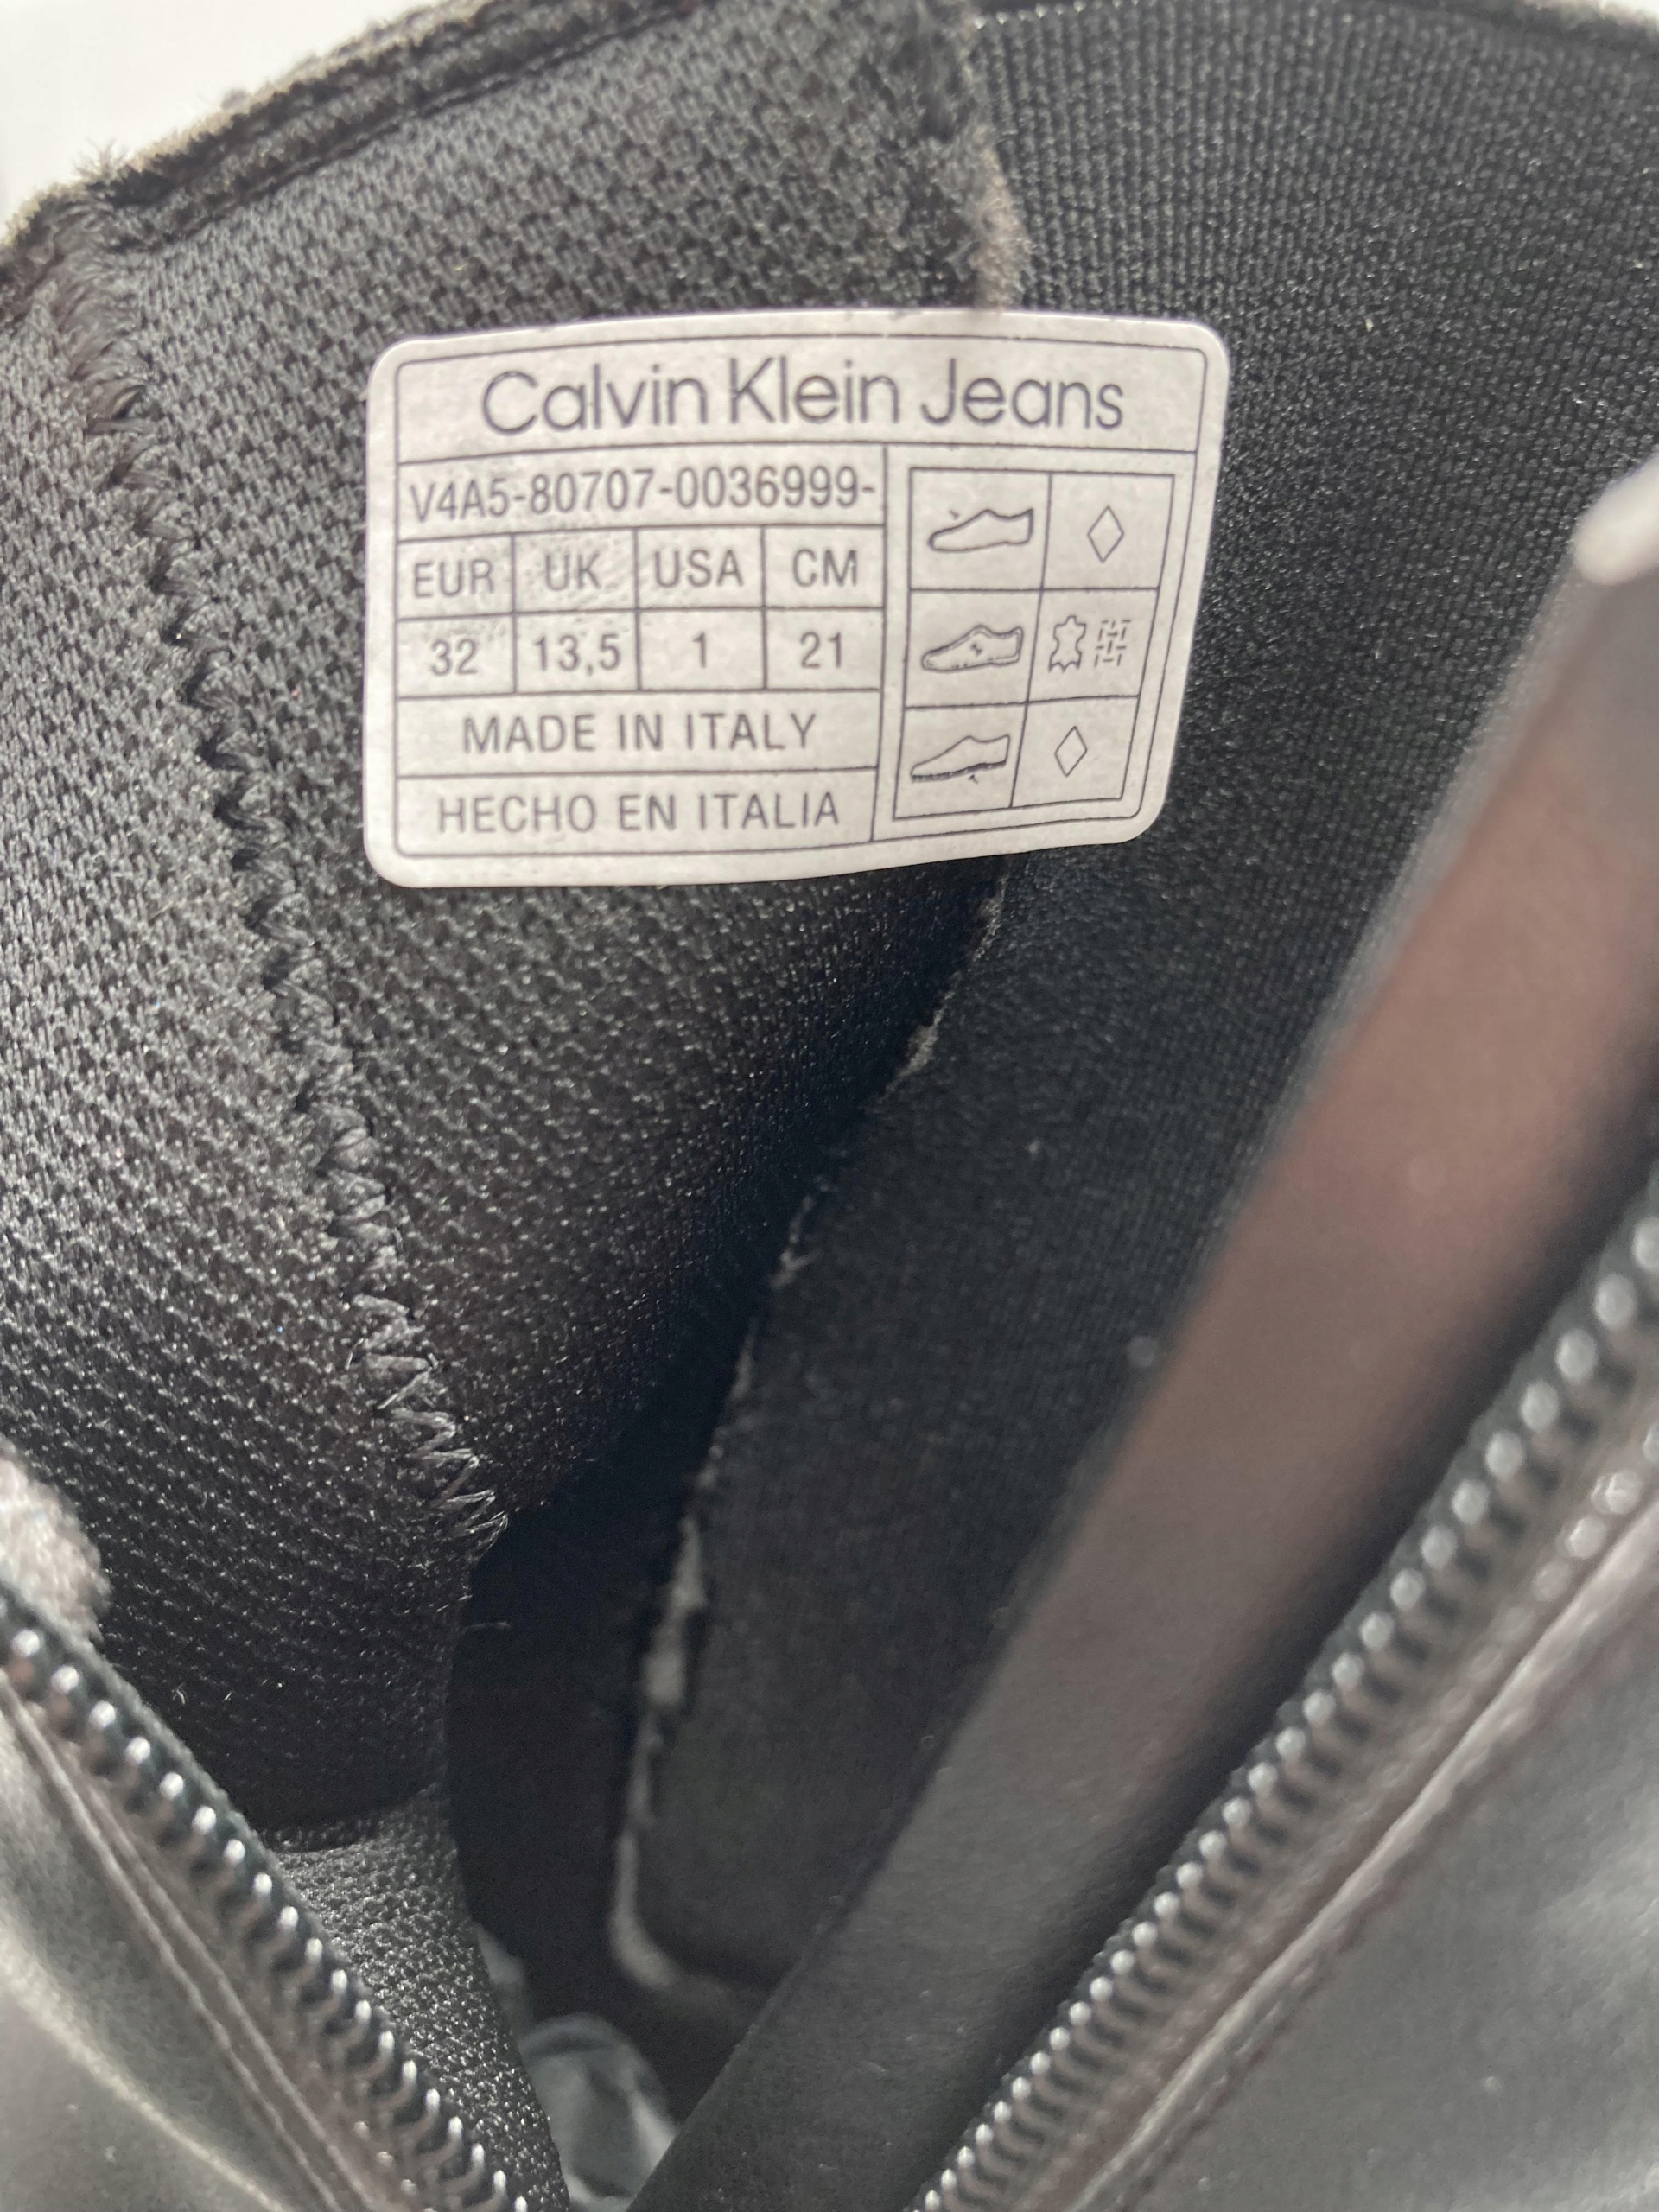 Calvin Klein Jeans
V4A5-80707-0036999-
EUR UK USA CM
32 13,5 1 21
MADE IN ITALY
HECHO EN ITALIA